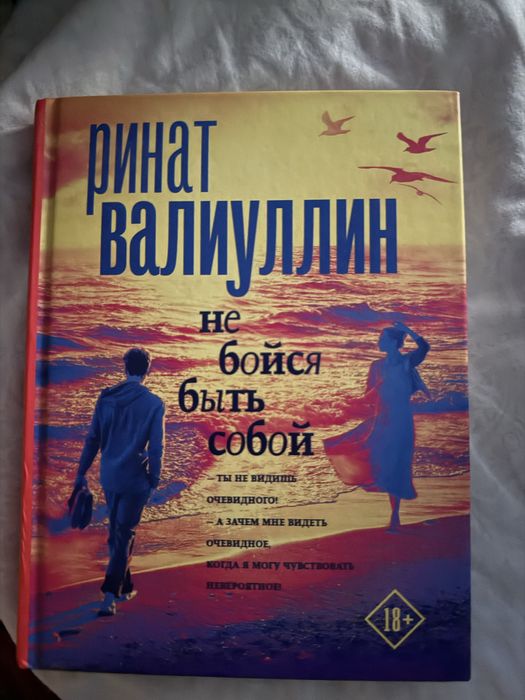 Ринат
Валиуллин
не
бойся
быть
собой
– ты не видишь
очевидного!
– а зачем мне видеть
очевидное,
когда я могу чувствовать
невероятное!
18+